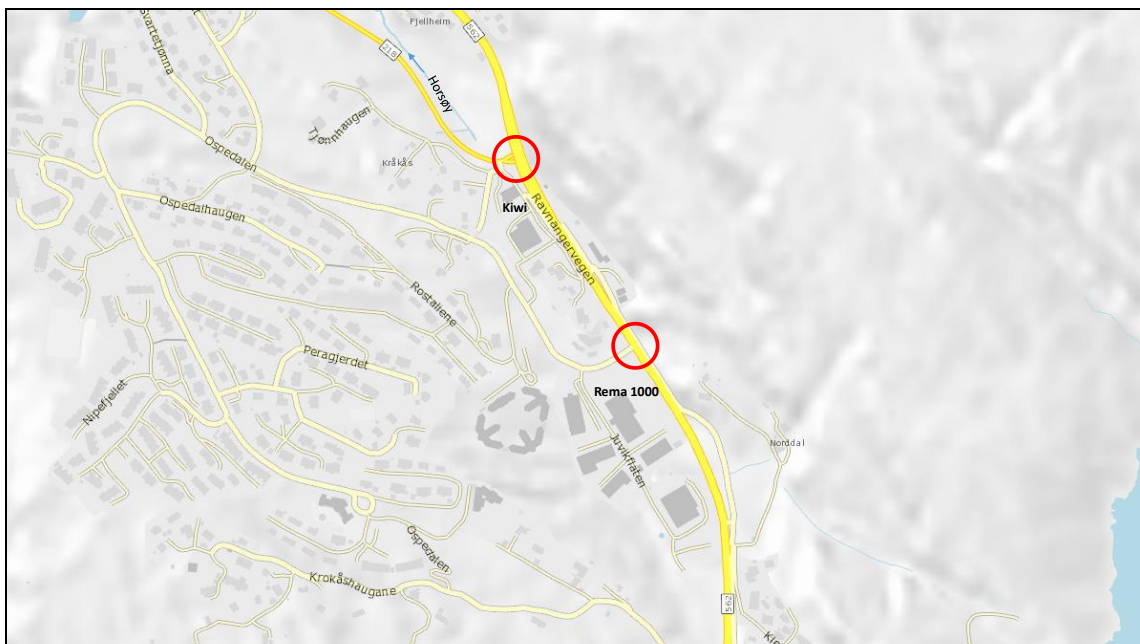 Fjellheim
562
Svartetjønna
218
Horsøy
Tjønnhaugen
Kråkås
Ospedalen
Kiwi
Ravnangervegen
Ospedalhaugen
Rostaliene
Peragjerdet
Rema 1000
Nipefjellet
Juvikflaten
Norddal
Ospedalen
Krokåshaugane
562